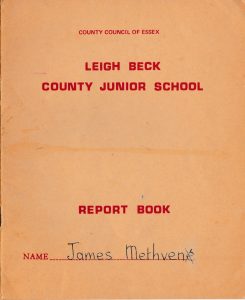 COUNTY COUNCIL OF ESSEX
LEIGH BECK
COUNTY JUNIOR SCHOOL
REPORT BOOK
NAME James Methven